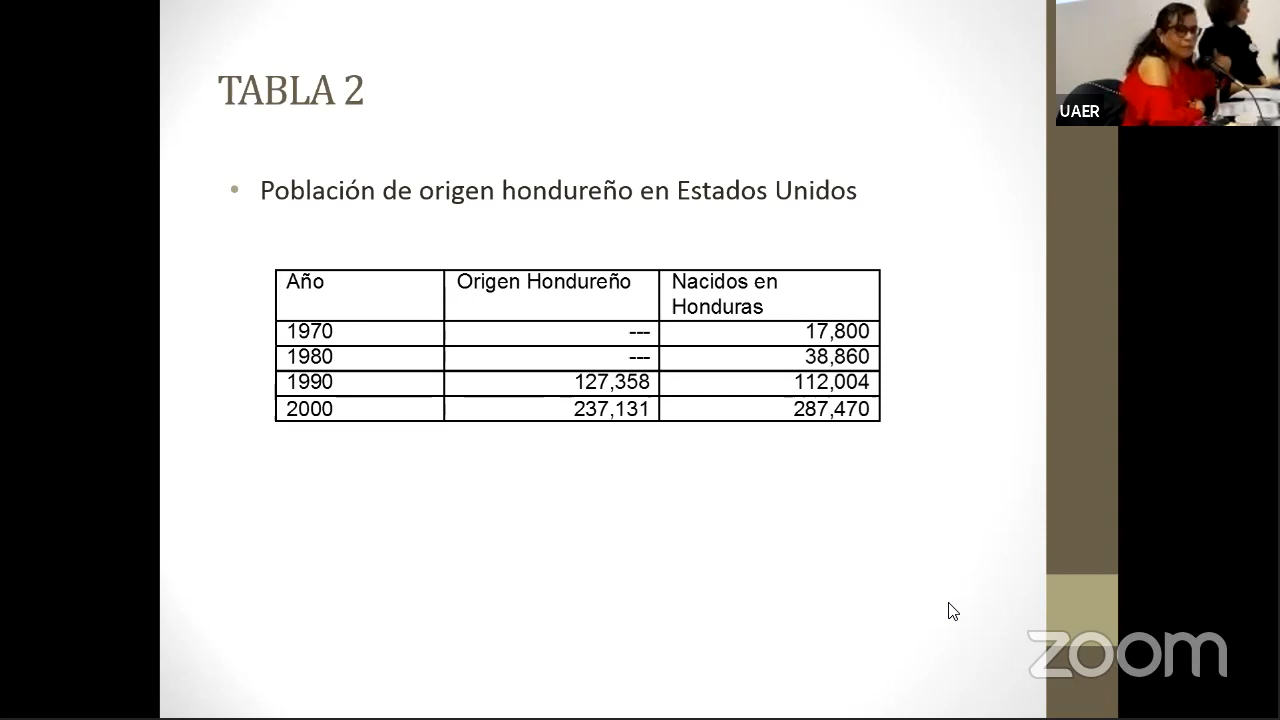 TABLA 2
• Población de origen hondureño en Estados Unidos
Año Origen Hondureño Nacidos en
Honduras
1970 --- 17,800
1980 --- 38,860
1990 127,358 112,004
2000 237,131 287,470
UAER
zoom